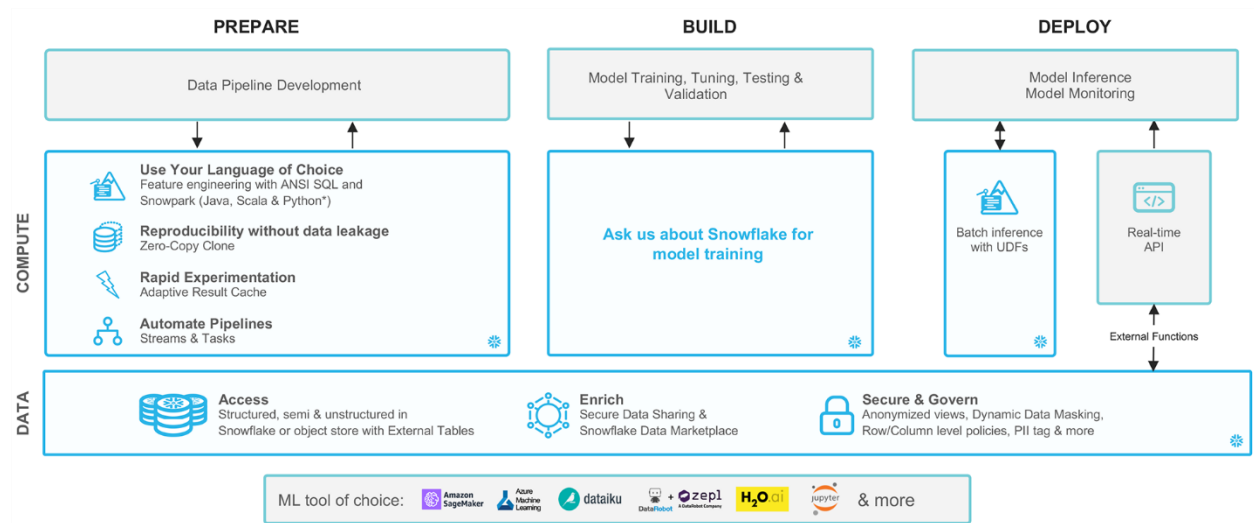 PREPARE
BUILD
DEPLOY
Data Pipeline Development
Model Training, Tuning, Testing &
Validation
Model Inference
Model Monitoring
COMPUTE
Use Your Language of Choice
Feature engineering with ANSI SQL and
Snowpark (Java, Scala & Python*)
Reproducibility without data leakage
Zero-Copy Clone
Rapid Experimentation
Adaptive Result Cache
Automate Pipelines
Streams & Tasks
Ask us about Snowflake for
model training
Batch inference
with UDFs
</>
Real-time
API
External Functions
DATA
Access
Structured, semi & unstructured in
Snowflake or object store with External Tables
Enrich
Secure Data Sharing &
Snowflake Data Marketplace
Secure & Govern
Anonymized views, Dynamic Data Masking,
Row/Column level policies, PII tag & more
ML tool of choice:
Amazon
SageMaker
Azure
Machine
Learning
dataiku
DataRobot
+
zepl
A DataRobot Company
H2O.ai
jupyter
& more